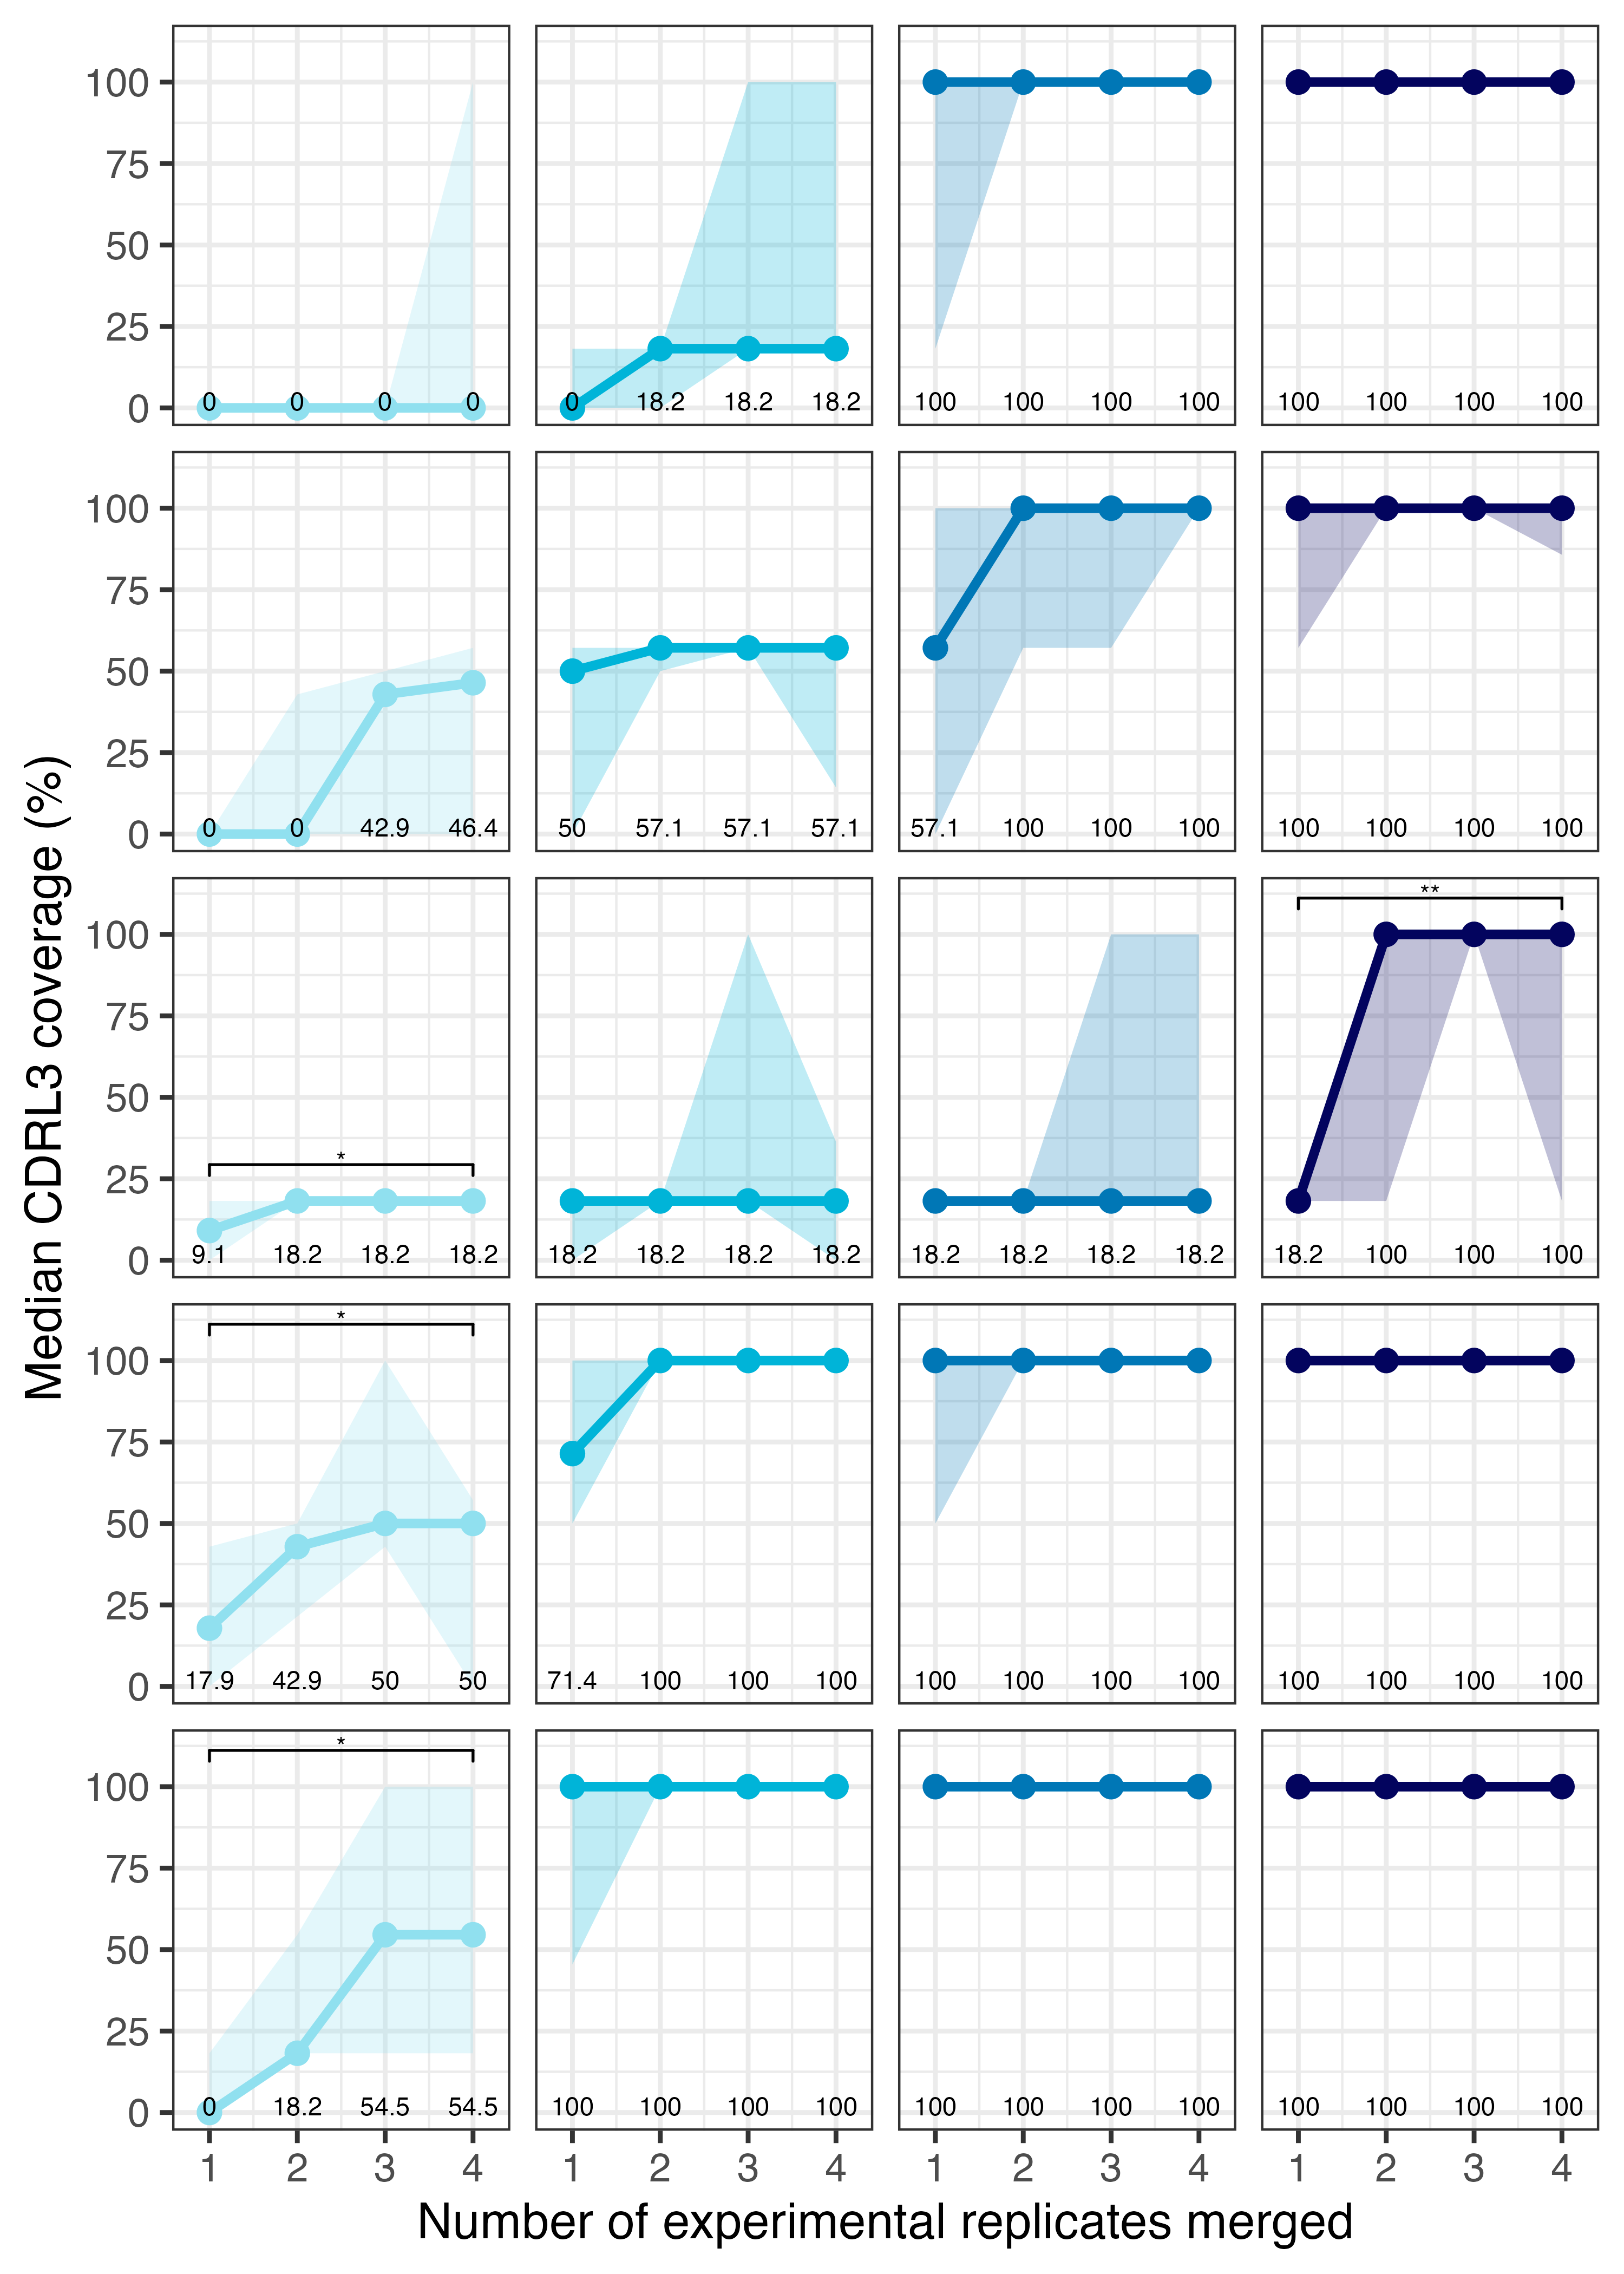 Median CDRL3 coverage (%)
100
75
50
25
0
0 0 0 0
0 18.2 18.2 18.2
100 100 100 100
100 100 100 100
100
75
50
25
0
0 0 42.9 46.4
50 57.1 57.1 57.1
57.1 100 100 100
100 100 100 100
100
75
50
25
0
*
9.1 18.2 18.2 18.2
18.2 18.2 18.2 18.2
18.2 18.2 18.2 18.2
**
18.2 100 100 100
100
75
50
25
0
*
17.9 42.9 50 50
71.4 100 100 100
100 100 100 100
100 100 100 100
100
75
50
25
0
*
0 18.2 54.5 54.5
100 100 100 100
100 100 100 100
100 100 100 100
1 2 3 4
1 2 3 4
1 2 3 4
1 2 3 4
Number of experimental replicates merged